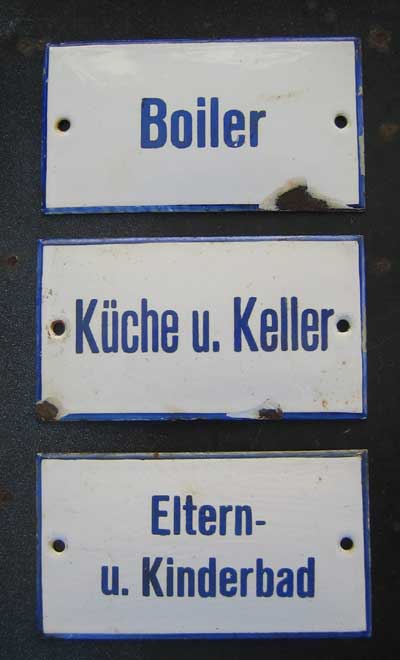 Boiler
Küche u. Keller
Eltern-
u. Kinderbad